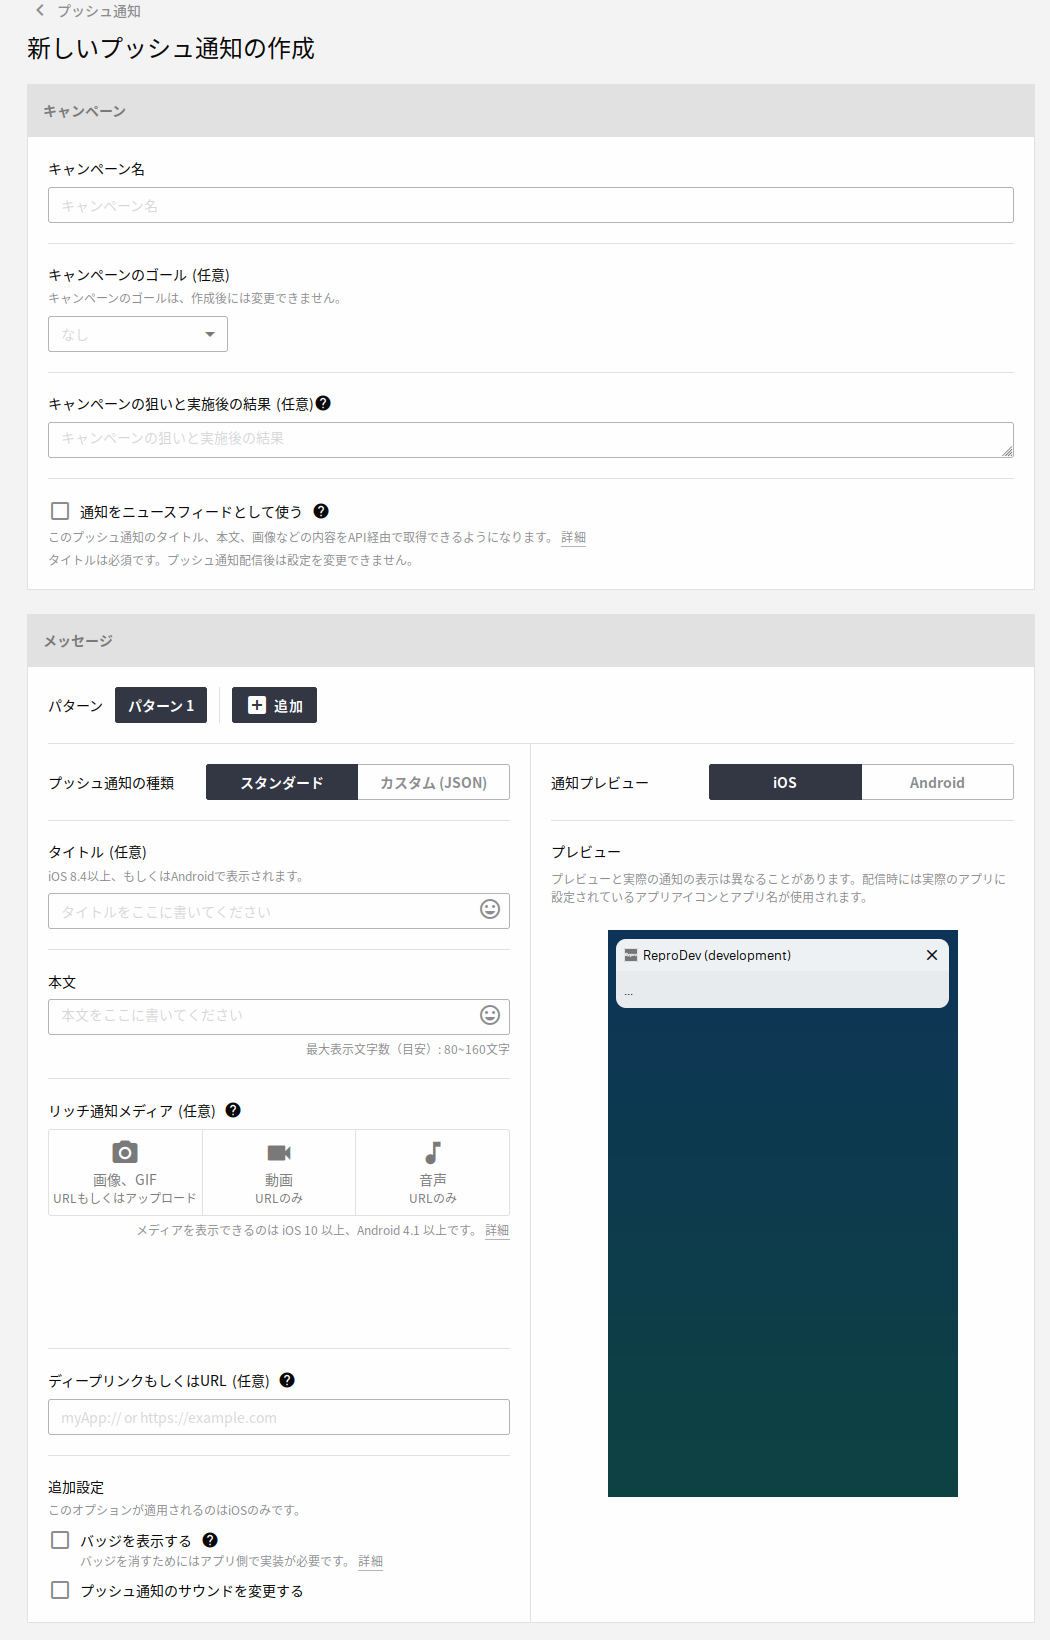 プッシュ通知
新しいプッシュ通知の作成
キャンペーン
キャンペーン名
キャンペーン名
キャンペーンのゴール (任意)
キャンペーンのゴールは、作成後には変更できません。
なし
キャンペーンの狙いと実施後の結果 (任意)
キャンペーンの狙いと実施後の結果
通知をニュースフィードとして使う
このプッシュ通知のタイトル、本文、画像などの内容をAPI経由で取得できるようになります。 詳細
タイトルは必須です。プッシュ通知配信後は設定を変更できません。
メッセージ
パターン パターン 1 追加
プッシュ通知の種類 スタンダード カスタム (JSON)
タイトル (任意)
iOS 8.4以上、もしくはAndroidで表示されます。
タイトルをここに書いてください
本文
本文をここに書いてください
最大表示文字数（目安）: 80~160文字
リッチ通知メディア (任意)
画像、GIF
URLもしくはアップロード
動画
URLのみ
音声
URLのみ
メディアを表示できるのは iOS 10 以上、Android 4.1 以上です。 詳細
ディープリンクもしくはURL (任意)
myApp:// or https://example.com
追加設定
このオプションが適用されるのはiOSのみです。
バッジを表示する
バッジを消すためにはアプリ側で実装が必要です。 詳細
プッシュ通知のサウンドを変更する
通知プレビュー iOS Android
プレビュー
プレビューと実際の通知の表示は異なることがあります。配信時には実際のアプリに
設定されているアプリアイコンとアプリ名が使用されます。
ReproDev (development)
...